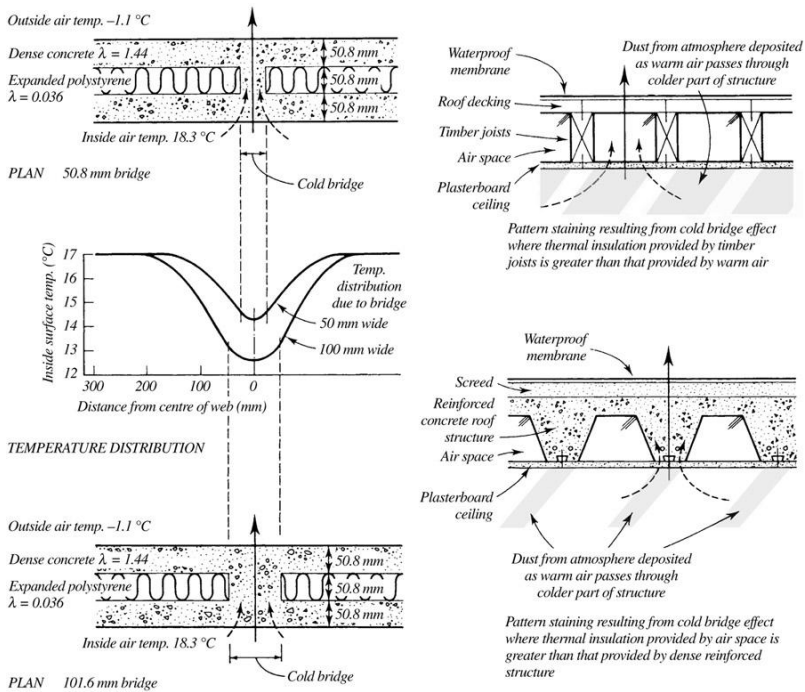 Outside air temp. –1.1 °C
Dense concrete λ = 1.44
50.8 mm
Expanded polystyrene
λ = 0.036
50.8 mm
50.8 mm
Inside air temp. 18.3 °C
PLAN 50.8 mm bridge
Cold bridge
Inside surface temp. (°C)
17
16
15
14
13
12
Temp.
distribution
due to bridge
50 mm wide
100 mm wide
300 200 100 0
Distance from centre of web (mm)
TEMPERATURE DISTRIBUTION
Outside air temp. –1.1 °C
Dense concrete λ = 1.44
50.8 mm
Expanded polystyrene
λ = 0.036
50.8 mm
50.8 mm
Inside air temp. 18.3 °C
Cold bridge
PLAN 101.6 mm bridge
Waterproof
membrane
Dust from atmosphere deposited
as warm air passes through
colder part of structure
Roof decking
Timber joists
Air space
Plasterboard
ceiling
Pattern staining resulting from cold bridge effect
where thermal insulation provided by timber
joists is greater than that provided by warm air
Waterproof
membrane
Screed
Reinforced
concrete roof
structure
Air space
Plasterboard
ceiling
Dust from atmosphere deposited
as warm air passes through
colder part of structure
Pattern staining resulting from cold bridge effect
where thermal insulation provided by air space is
greater than that provided by dense reinforced
structure